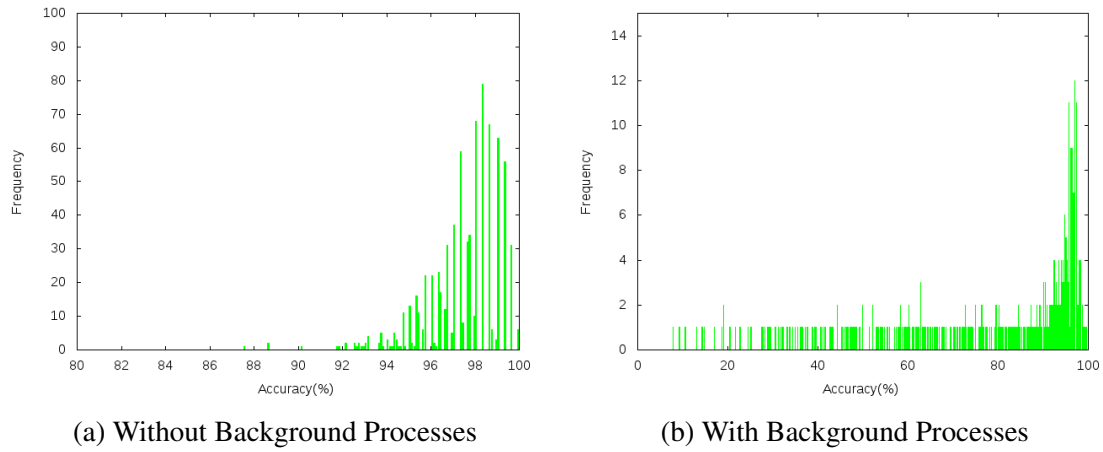 100
90
80
70
60
50
40
30
20
10
0
Frequency
80 82 84 86 88 90 92 94 96 98 100
Accuracy(%)
(a) Without Background Processes
14
12
10
8
6
4
2
0
Frequency
0 20 40 60 80 100
Accuracy(%)
(b) With Background Processes